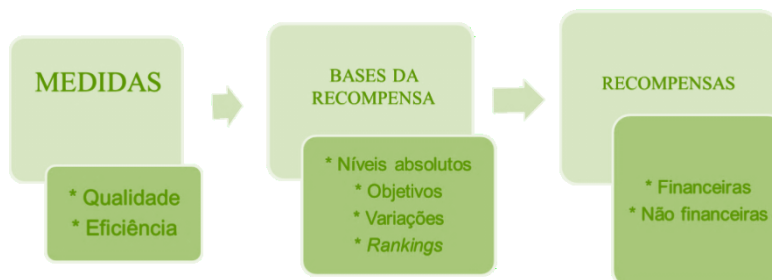 MEDIDAS
* Qualidade
* Eficiência
BASES DA
RECOMPENSA
* Níveis absolutos
* Objetivos
* Variações
* Rankings
RECOMPENSAS
* Financeiras
* Não financeiras